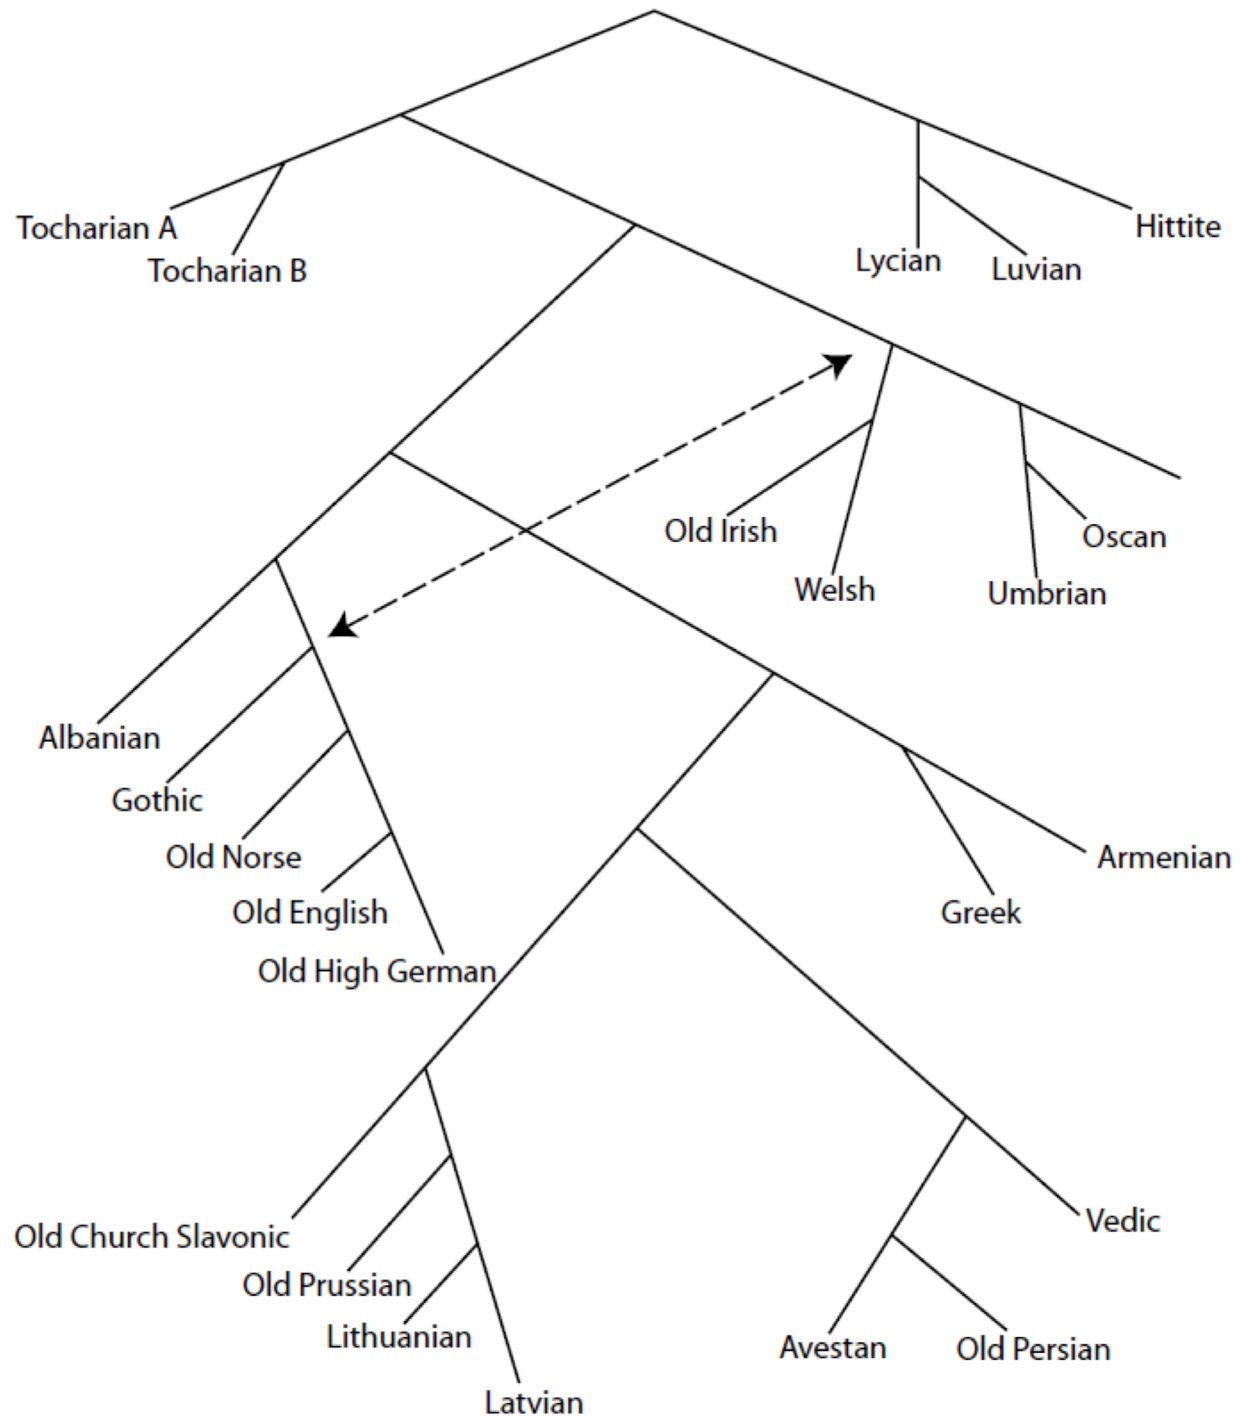 Tocharian A
Hittite
Lycian
Luvian
Tocharian B
Old Irish
Oscan
Welsh
Umbrian
Albanian
Gothic
Old Norse
Armenian
Old English
Greek
Old High German
Vedic
Old Church Slavonic
Old Prussian
Lithuanian
Avestan
Old Persian
Latvian